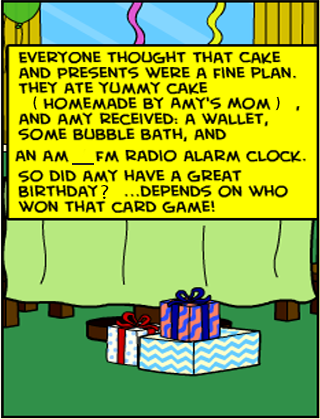 EVERYONE THOUGHT THAT CAKE
AND PRESENTS WERE A FINE PLAN.
THEY ATE YUMMY CAKE
( HOMEMADE BY AMY'S MOM ) ,
AND AMY RECEIVED: A WALLET,
SOME BUBBLE BATH, AND
AN AM __FM RADIO ALARM CLOCK.
SO DID AMY HAVE A GREAT
BIRTHDAY? ...DEPENDS ON WHO
WON THAT CARD GAME!